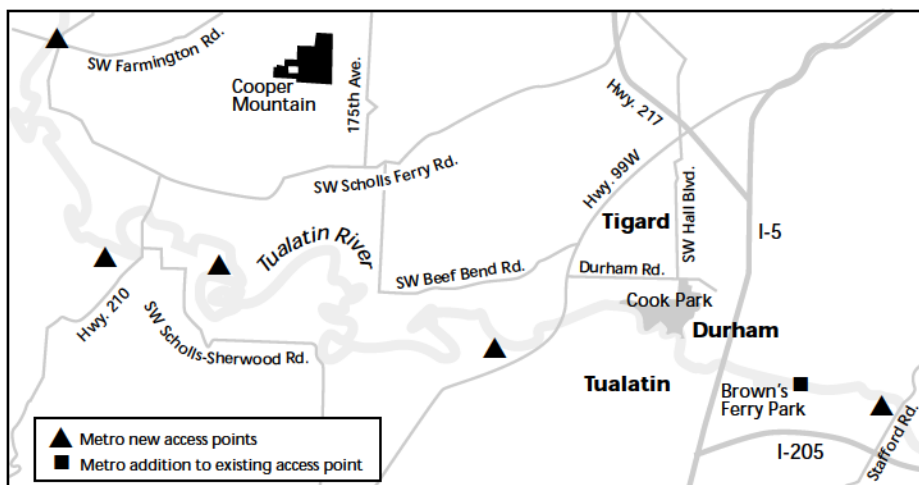 SW Farmington Rd.
Cooper
Mountain
175th Ave.
Hwy. 217
SW Scholls Ferry Rd.
Hwy. 99W
Tigard
SW Hall Blvd.
I-5
Tualatin River
SW Beef Bend Rd.
Durham Rd.
Cook Park
Hwy. 210
SW Scholls-Sherwood Rd.
Durham
Tualatin
Brown's
Ferry Park
Stafford Rd.
I-205
Metro new access points
Metro addition to existing access point